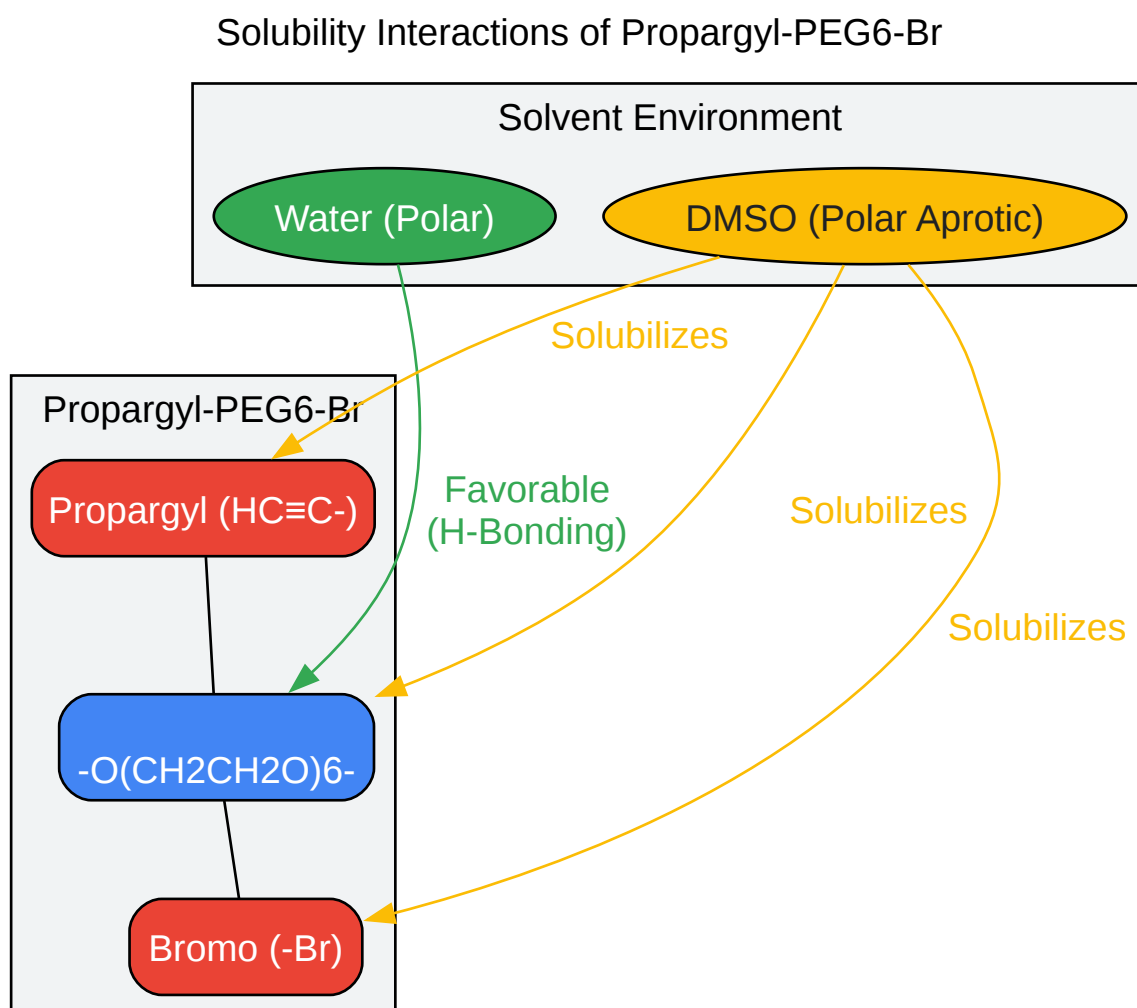 Solubility Interactions of Propargyl-PEG6-Br
Solvent Environment
Water (Polar)
DMSO (Polar Aprotic)
Solubilizes
Propargyl-PEG6-Br
Propargyl (HC≡C-)
Favorable
(H-Bonding)
Solubilizes
Solubilizes
-O(CH2CH2O)6-
Bromo (-Br)